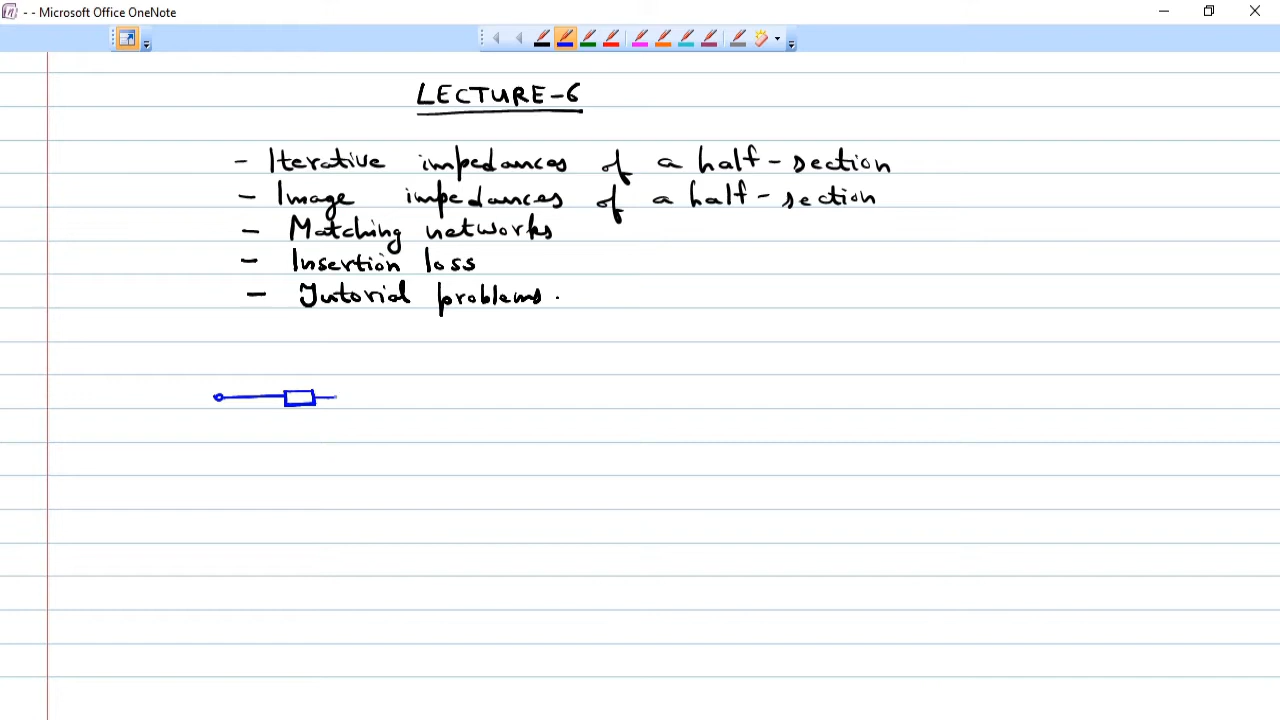 - - Microsoft Office OneNote
LECTURE-6
- Iterative impedances of a half-section
- Image impedances of a half-section
- Matching networks
- Insertion loss
- Tutorial problems.